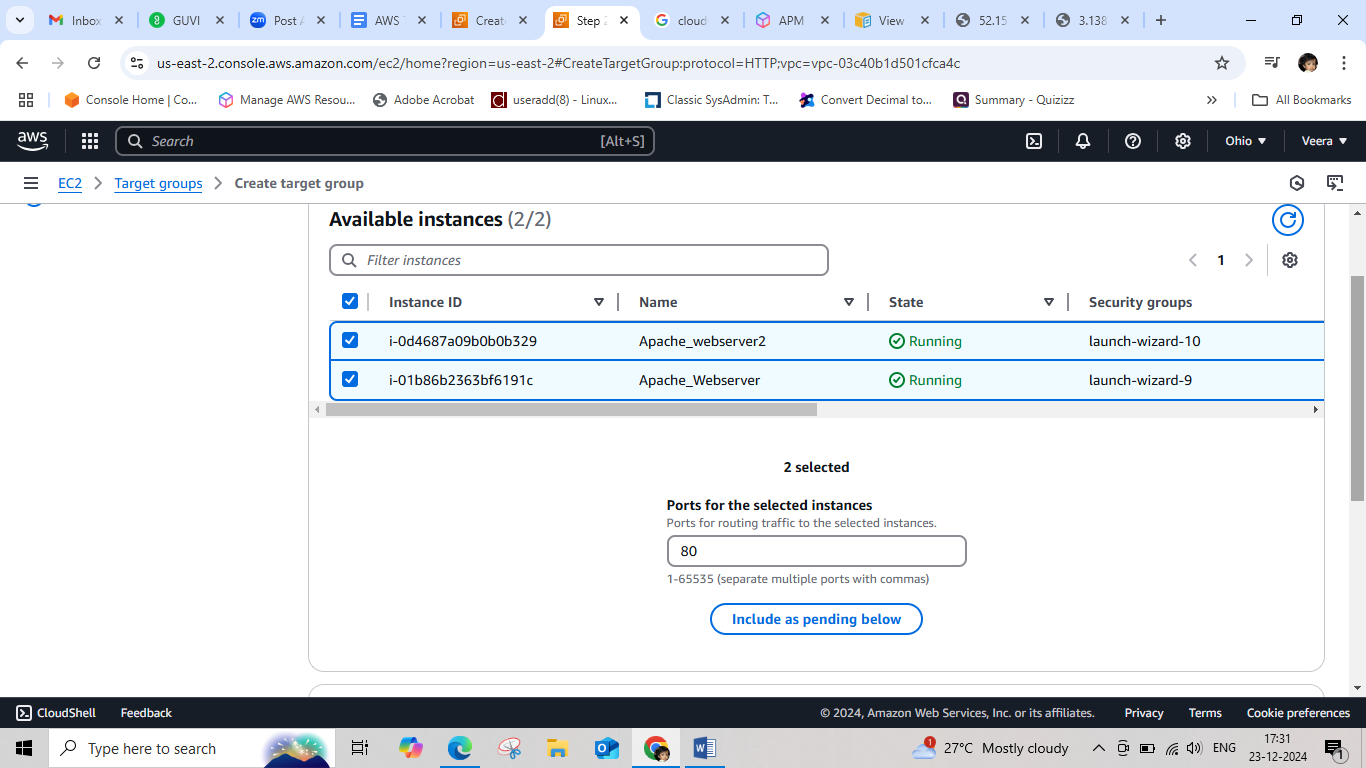 Inbox
GUVI
zm Post A
AWS
Create
Step 2
cloud
APM
View
52.15
3.138
us-east-2.console.aws.amazon.com/ec2/home?region=us-east-2#CreateTargetGroup:protocol=HTTP;vpc=vpc-03c40b1d501cfca4c
Console Home | Co... Manage AWS Resou... Adobe Acrobat useradd(8) - Linux... Classic SysAdmin: T... Convert Decimal to... Summary - Quizizz » All Bookmarks
aws Search [Alt+S] Ohio Veera
EC2 Target groups Create target group
Available instances (2/2)
Filter instances 1
Instance ID Name State Security groups
i-0d4687a09b0b0b329 Apache_webserver2 Running launch-wizard-10
i-01b86b2363bf6191c Apache_Webserver Running launch-wizard-9
2 selected
Ports for the selected instances
Ports for routing traffic to the selected instances.
80
1-65535 (separate multiple ports with commas)
Include as pending below
CloudShell Feedback © 2024, Amazon Web Services, Inc. or its affiliates. Privacy Terms Cookie preferences
Type here to search 1 27°C Mostly cloudy ENG 17:31
23-12-2024 1